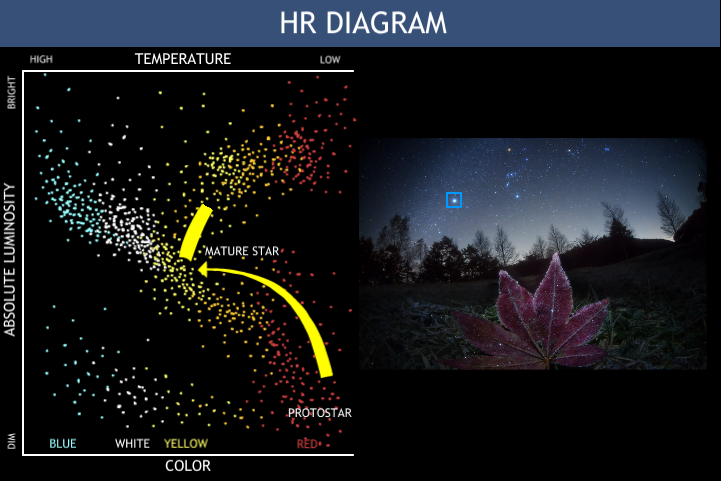 HR DIAGRAM
HIGH
TEMPERATURE
LOW
BRIGHT
ABSOLUTE LUMINOSITY
MATURE STAR
PROTOSTAR
DIM
BLUE
WHITE
YELLOW
RED
COLOR